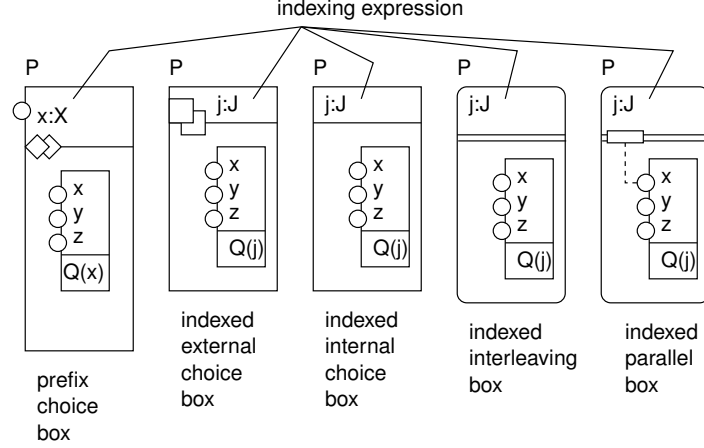 indexing expression
P
P
P
P
P
x:X
j:J
j:J
j:J
j:J
x
y
z
Q(x)
x
y
z
Q(j)
x
y
z
Q(j)
x
y
z
Q(j)
x
y
z
Q(j)
prefix
choice
box
indexed
external
choice
box
indexed
internal
choice
box
indexed
interleaving
box
indexed
parallel
box